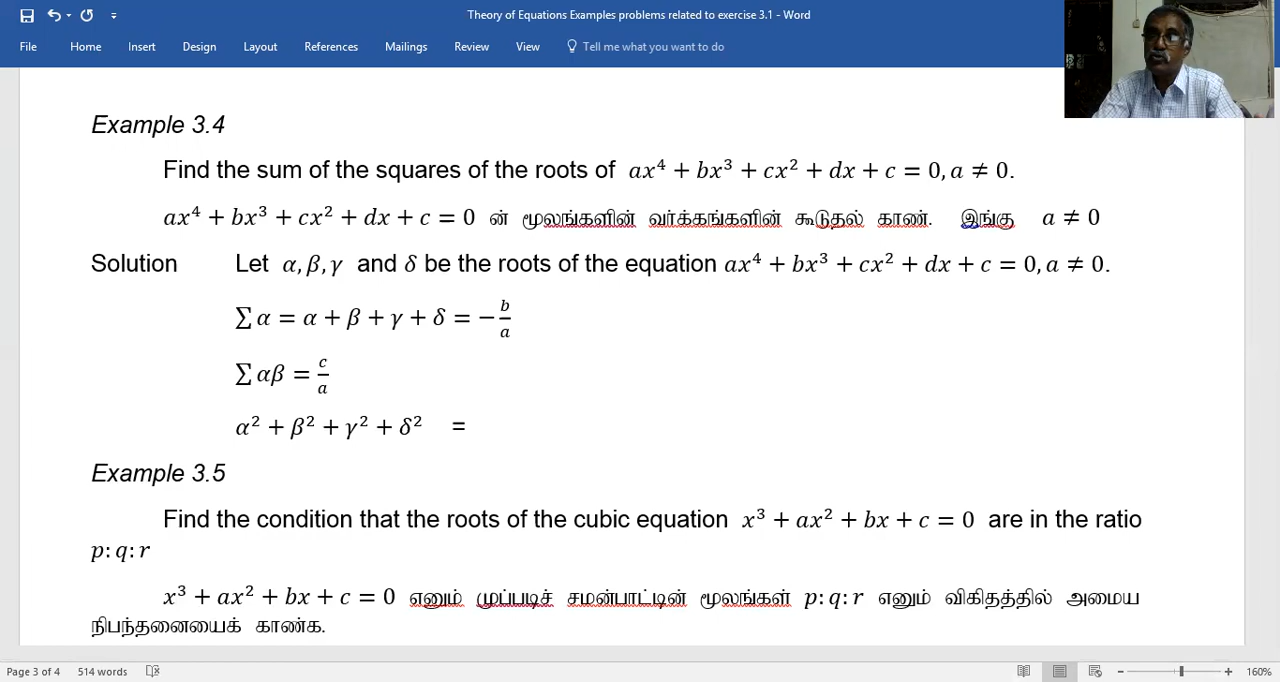 Theory of Equations Examples problems related to exercise 3.1 - Word
File Home Insert Design Layout References Mailings Review View Tell me what you want to do
Example 3.4
Find the sum of the squares of the roots of ax⁴ + bx³ + cx² + dx + c = 0, a ≠ 0.
ax⁴ + bx³ + cx² + dx + c = 0 ன் மூலங்களின் வர்க்கங்களின் கூடுதல் காண். இங்கு a ≠ 0
Solution Let α, β, γ and δ be the roots of the equation ax⁴ + bx³ + cx² + dx + c = 0, a ≠ 0.
∑ α = α + β + γ + δ = − b/a
∑ αβ = c/a
α² + β² + γ² + δ² =
Example 3.5
Find the condition that the roots of the cubic equation x³ + ax² + bx + c = 0 are in the ratio
p: q: r
x³ + ax² + bx + c = 0 எனும் முப்படிச் சமன்பாட்டின் மூலங்கள் p: q: r எனும் விகிதத்தில் அமைய
நிபந்தனையைக் காண்க.
Page 3 of 4 514 words 160%